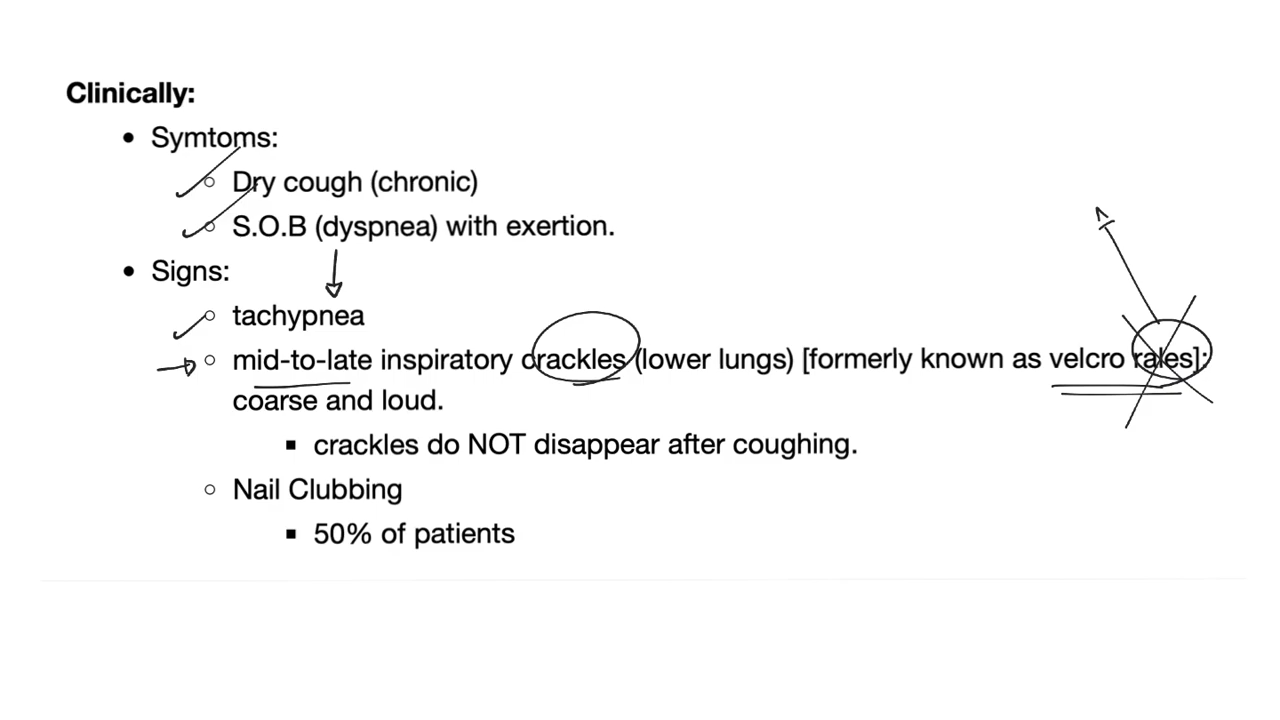 Clinically:
Symtoms:
Dry cough (chronic)
S.O.B (dyspnea) with exertion.
Signs:
tachypnea
mid-to-late inspiratory crackles (lower lungs) [formerly known as velcro rales]:
coarse and loud.
crackles do NOT disappear after coughing.
Nail Clubbing
50% of patients